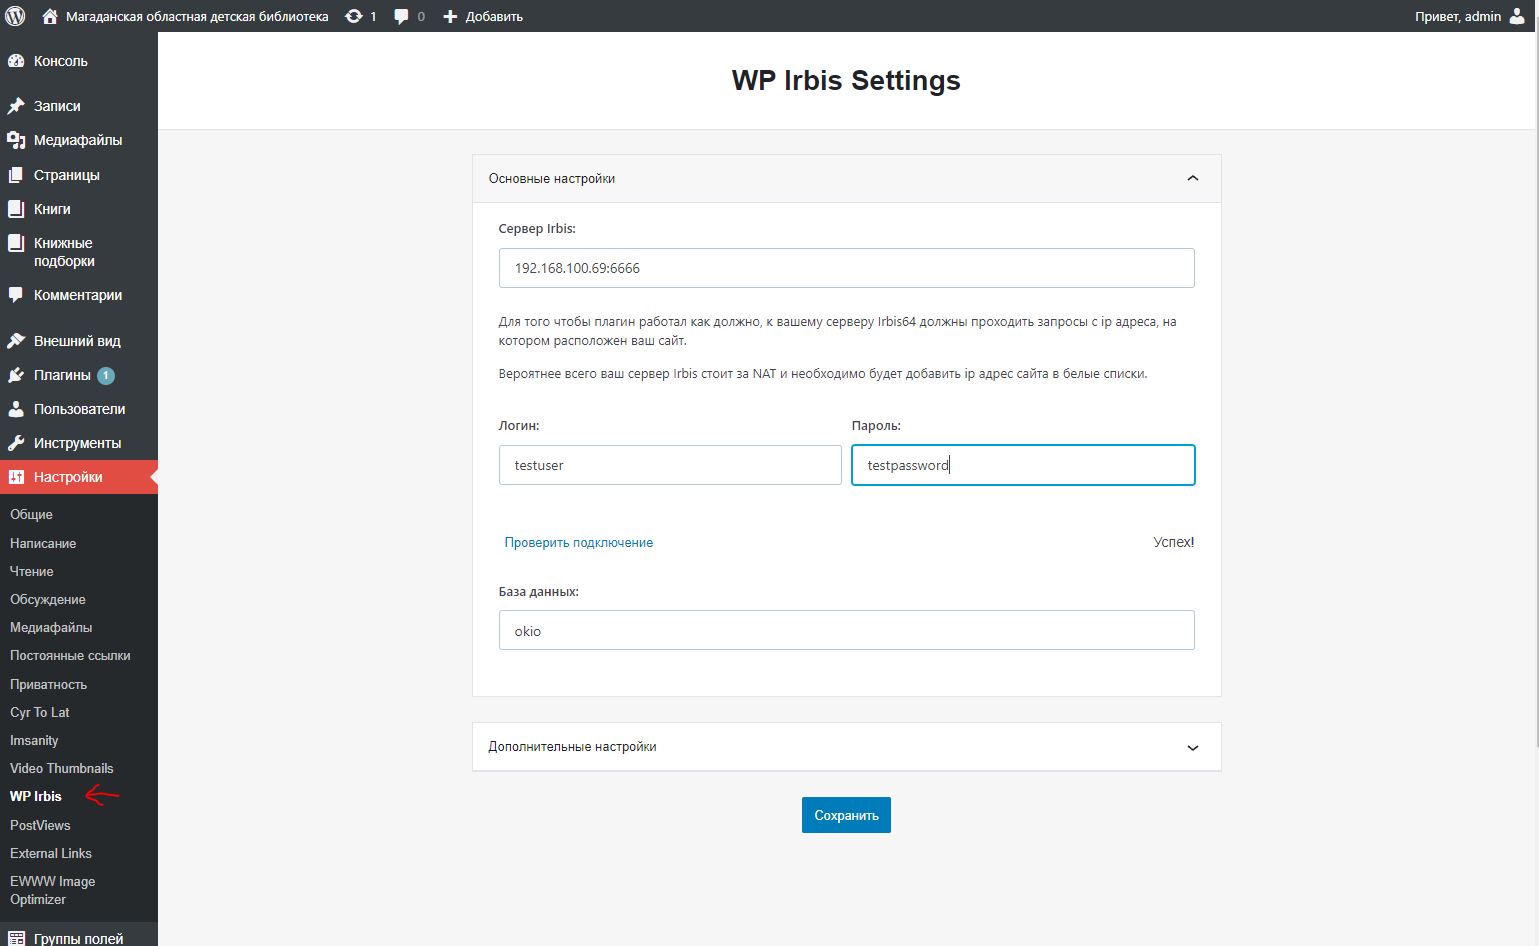 Магаданская областная детская библиотека
1
0
Добавить
Привет, admin
Консоль
Записи
Медиафайлы
Страницы
Книги
Книжные
подборки
Комментарии
Внешний вид
Плагины 1
Пользователи
Инструменты
Настройки
Общие
Написание
Чтение
Обсуждение
Медиафайлы
Постоянные ссылки
Приватность
Cyr To Lat
Imsanity
Video Thumbnails
WP Irbis
PostViews
External Links
EWWW Image
Optimizer
Группы полей
WP Irbis Settings
Основные настройки
Сервер Irbis:
192.168.100.69:6666
Для того чтобы плагин работал как должно, к вашему серверу Irbis64 должны проходить запросы с ip адреса, на
котором расположен ваш сайт.
Вероятнее всего ваш сервер Irbis стоит за NAT и необходимо будет добавить ip адрес сайта в белые списки.
Логин:
Пароль:
testuser
testpassword
Проверить подключение
Успех!
База данных:
okio
Дополнительные настройки
Сохранить